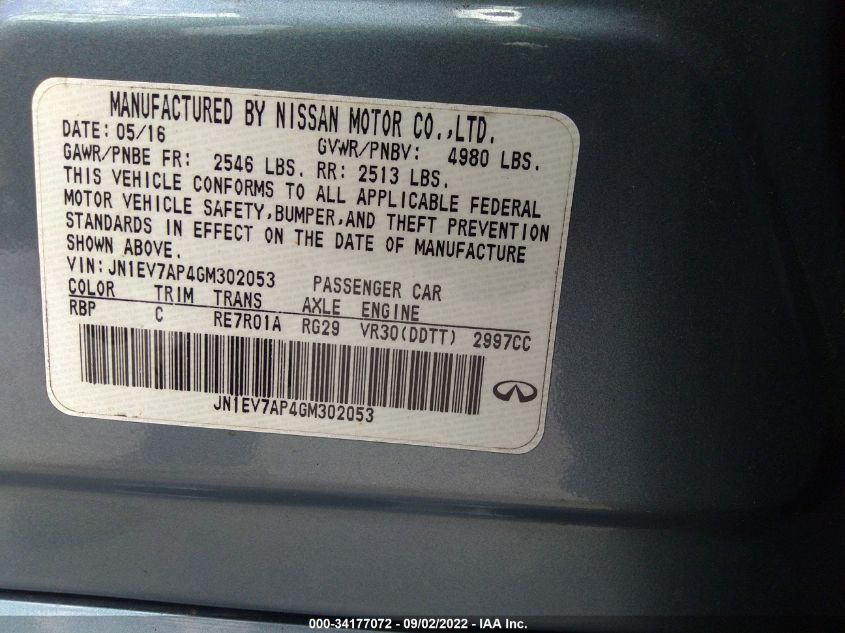 MANUFACTURED BY NISSAN MOTOR CO.,LTD.
DATE: 05/16 GVWR/PNBV: 4980 LBS.
GAWR/PNBE FR: 2546 LBS. RR: 2513 LBS.
THIS VEHICLE CONFORMS TO ALL APPLICABLE FEDERAL
MOTOR VEHICLE SAFETY,BUMPER,AND THEFT PREVENTION
STANDARDS IN EFFECT ON THE DATE OF MANUFACTURE
SHOWN ABOVE.
VIN:JN1EV7AP4GM302053 PASSENGER CAR
COLOR TRIM TRANS AXLE ENGINE
RBP C RE7R01A RG29 VR30(DDTT) 2997CC
JN1EV7AP4GM302053
000-34177072 - 09/02/2022 - IAA Inc.